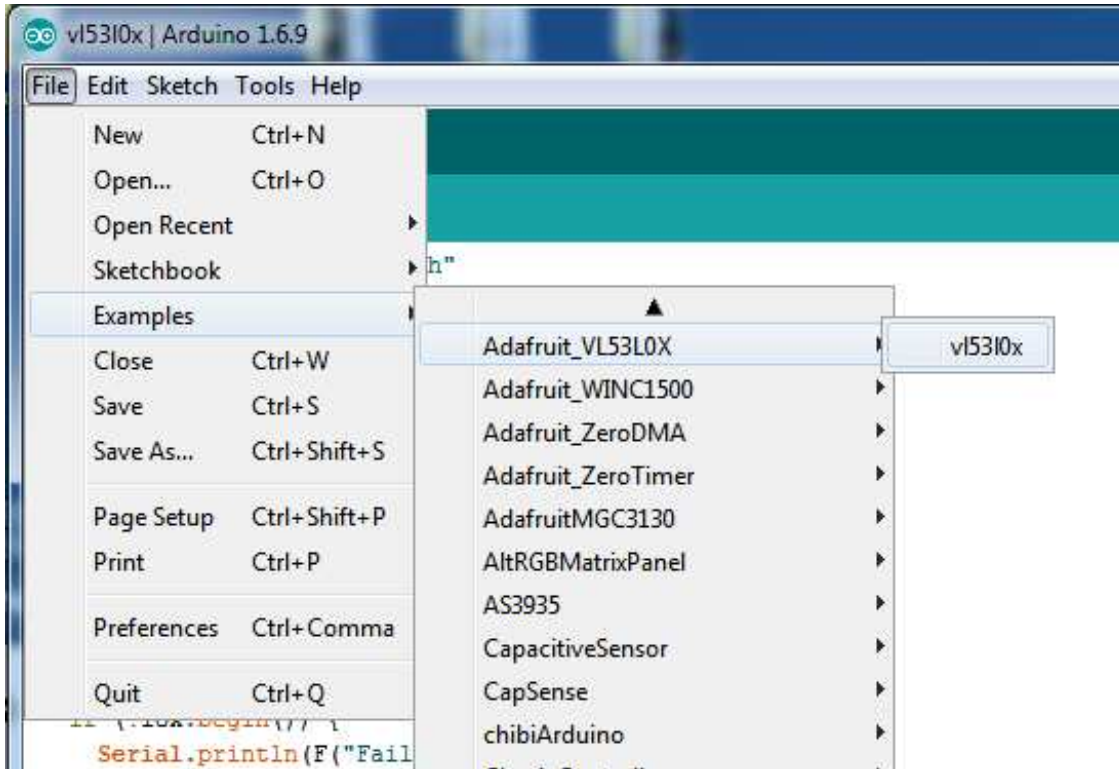 vl53l0x | Arduino 1.6.9
File Edit Sketch Tools Help
New Ctrl+N
Open... Ctrl+O
Open Recent
Sketchbook
h"
Examples
Close Ctrl+W
Save Ctrl+S
Save As... Ctrl+Shift+S
Page Setup Ctrl+Shift+P
Print Ctrl+P
Preferences Ctrl+Comma
Quit Ctrl+Q
Adafruit_VL53L0X
Adafruit_WINC1500
Adafruit_ZeroDMA
Adafruit_ZeroTimer
AdafruitMGC3130
AltRGBMatrixPanel
AS3935
CapacitiveSensor
CapSense
chibiArduino
vl53l0x
Serial.println(F("Fail